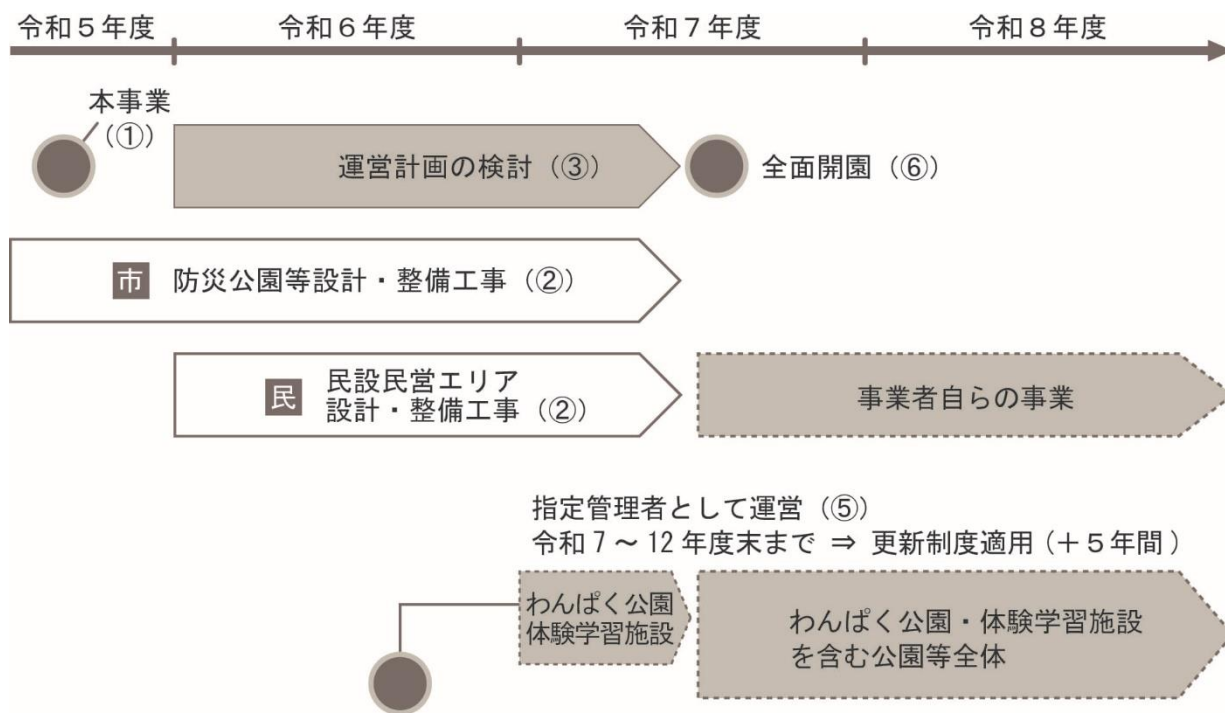 令和５年度
令和６年度
令和７年度
令和８年度
本事業
（①）
運営計画の検討（③）
全面開園（⑥）
市 防災公園等設計・整備工事（②）
民 民設民営エリア
設計・整備工事（②）
事業者自らの事業
指定管理者として運営（⑤）
令和７～12年度末まで ⇒ 更新制度適用（＋５年間）
わんぱく公園
体験学習施設
わんぱく公園・体験学習施設
を含む公園等全体